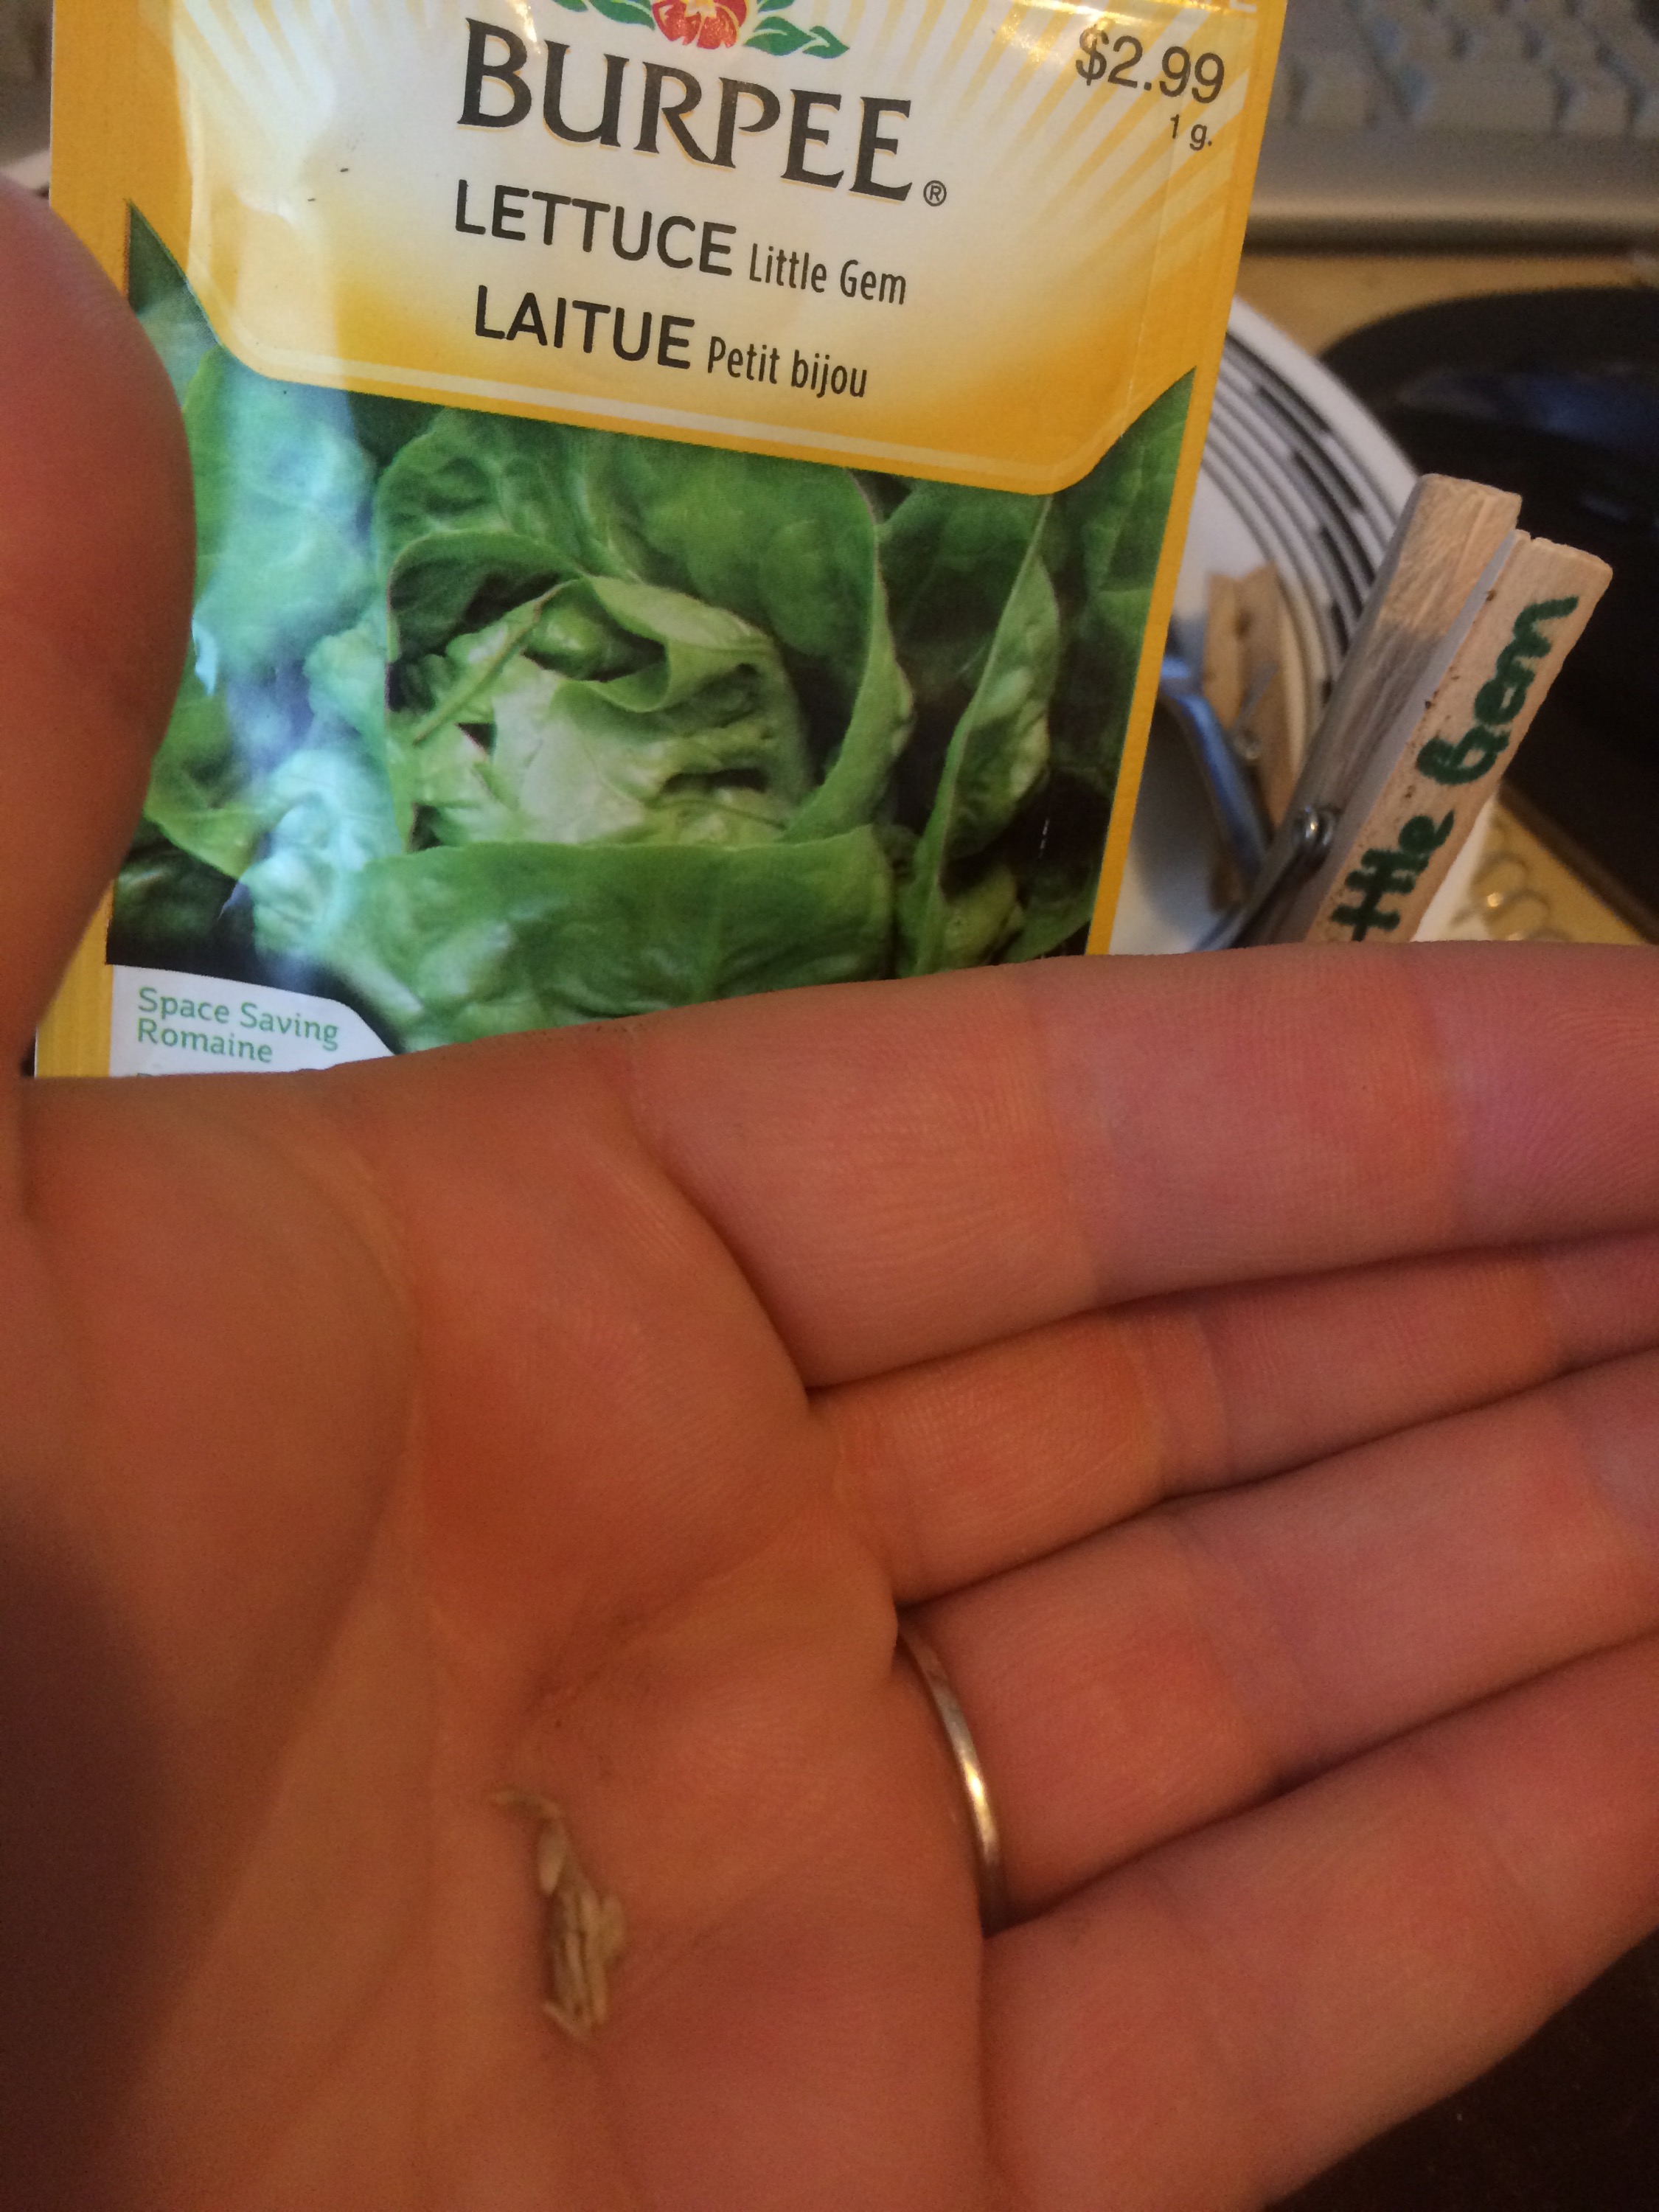 $2.99
1 g.
BURPEE®
LETTUCE Little Gem
LAITUE Petit bijou
Space Saving
Romaine
ttle Gem